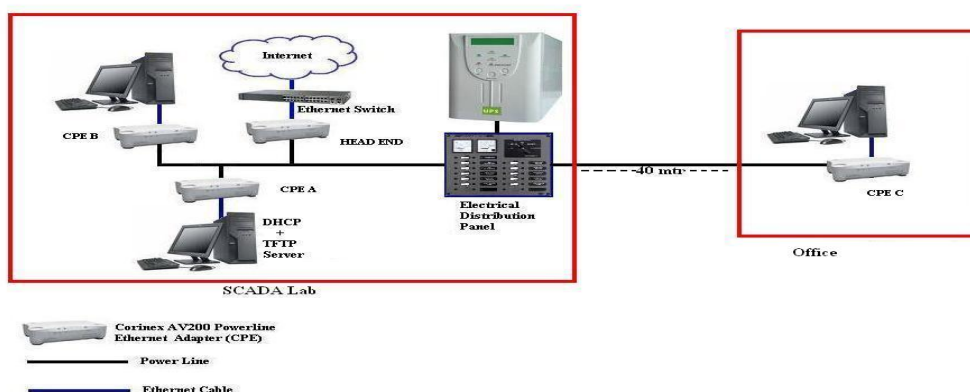 Internet
Ethernet Switch
CPE B
HEAD END
CPE A
UPS
40 mtr
CPE C
Electrical
Distribution
Panel
DHCP
+
TFTP
Server
Office
SCADA Lab
Corinex AV200 Powerline
Ethernet Adapter (CPE)
Power Line
Ethernet Cable